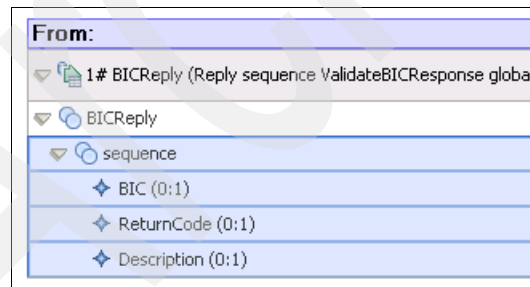 From:
1# BICReply (Reply sequence ValidateBICResponse globa
BICReply
sequence
BIC (0:1)
ReturnCode (0:1)
Description (0:1)